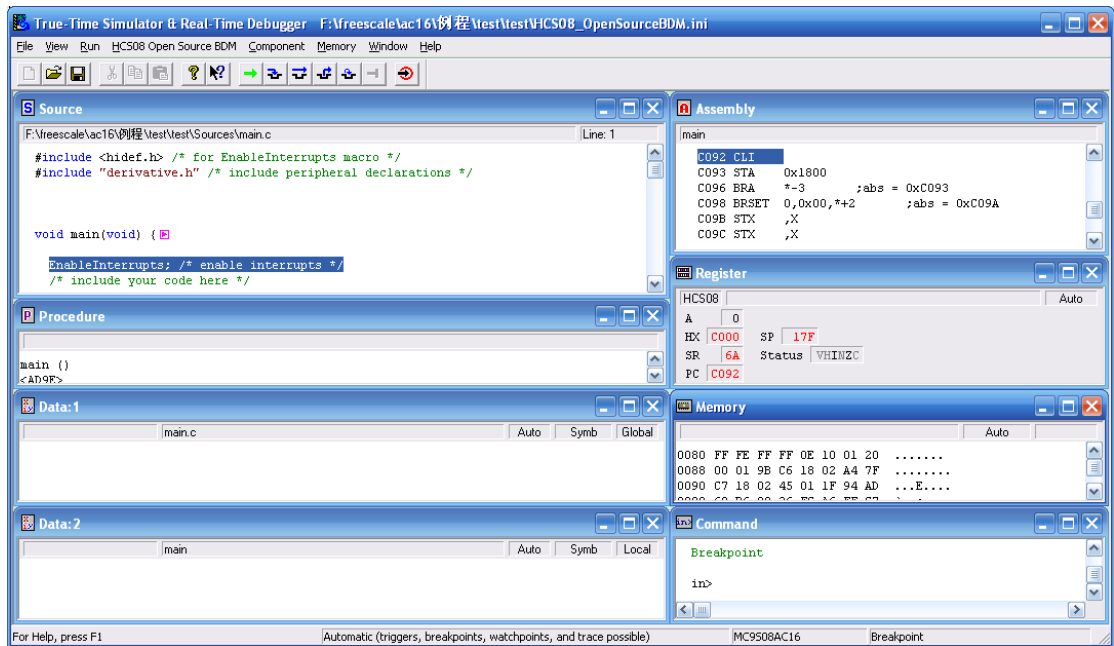 True-Time Simulator & Real-Time Debugger F:\freescale\ac16\例程\test\test\HCS08_OpenSourceBDM.ini
File View Run HCS08 Open Source BDM Component Memory Window Help
Source
F:\freescale\ac16\例程\test\test\Sources\main.c Line: 1
#include <hidef.h> /* for EnableInterrupts macro */
#include "derivative.h" /* include peripheral declarations */
void main(void) {
EnableInterrupts; /* enable interrupts */
/* include your code here */
Procedure
main ()
<AD9E>
Data:1
main.c Auto Symb Global
Data:2
main Auto Symb Local
Assembly
main
C092 CLI
C093 STA 0x1800
C096 BRA *-3 ;abs = 0xC093
C098 BRSET 0,0x00,*+2 ;abs = 0xC09A
C09B STX ,X
C09C STX ,X
Register
HCS08 Auto
A 0
HX C000 SP 17F
SR 6A Status VHINZC
PC C092
Memory
Auto
0080 FF FE FF FF 0E 10 01 20 .......
0088 00 01 9B C6 18 02 A4 7F ........
0090 C7 18 02 45 01 1F 94 AD ...E....
Command
Breakpoint
in>
For Help, press F1 Automatic (triggers, breakpoints, watchpoints, and trace possible) MC9S08AC16 Breakpoint